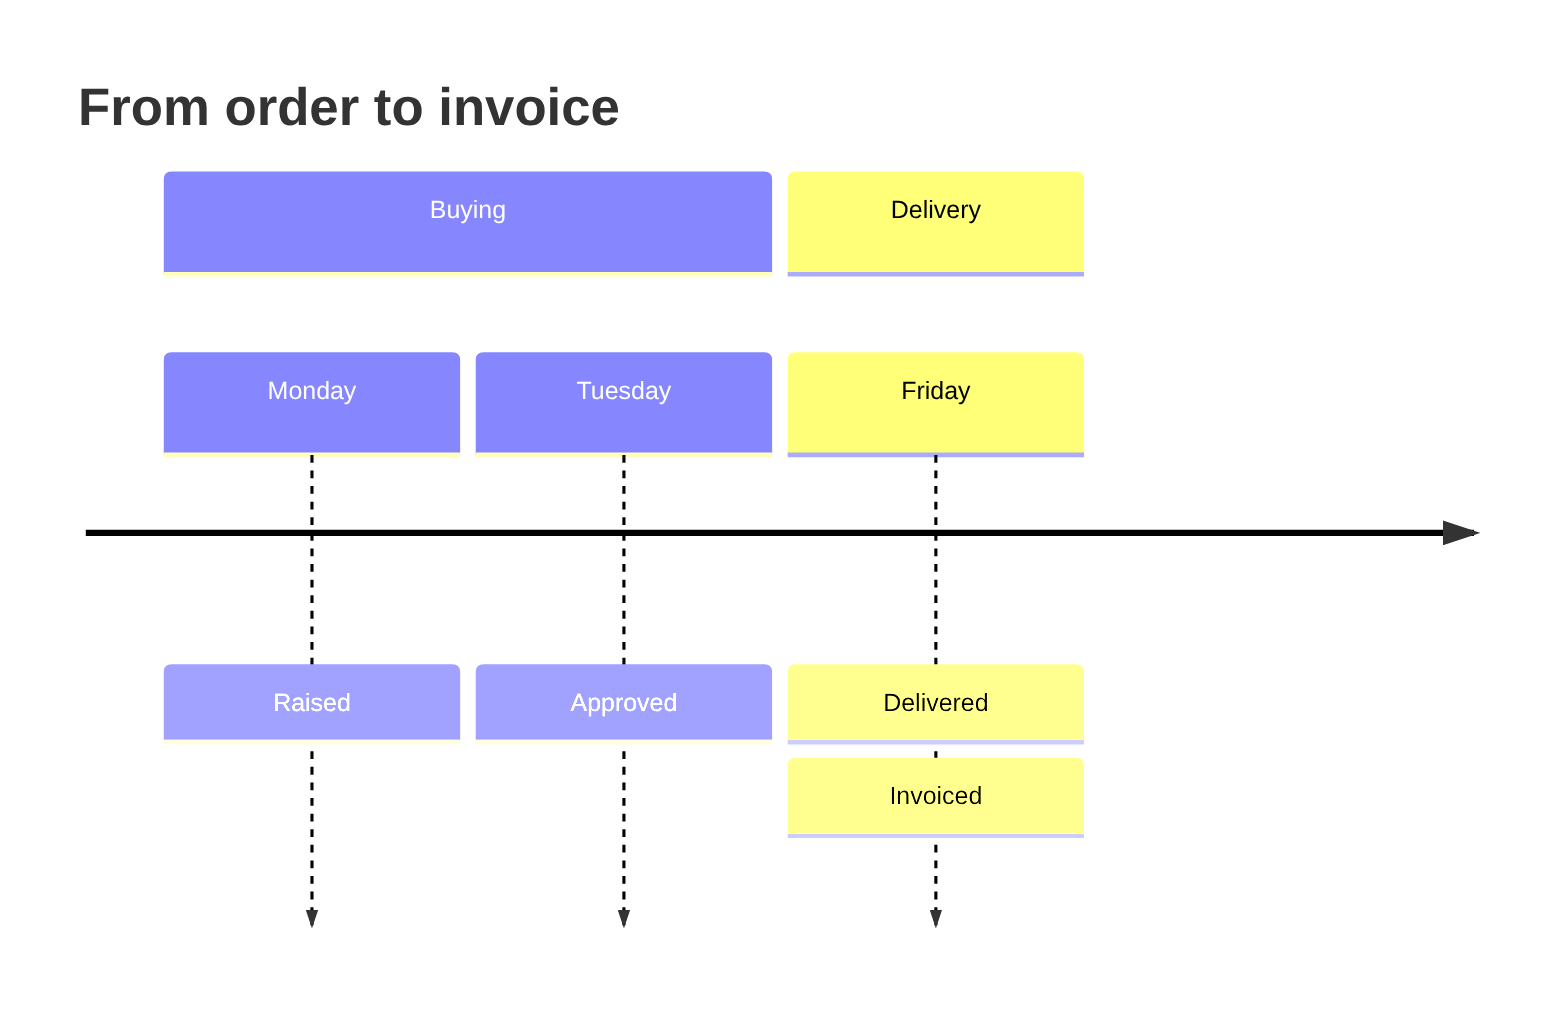 From order to invoice
Buying
Delivery
Monday
Tuesday
Friday
Raised
Approved
Delivered
Invoiced